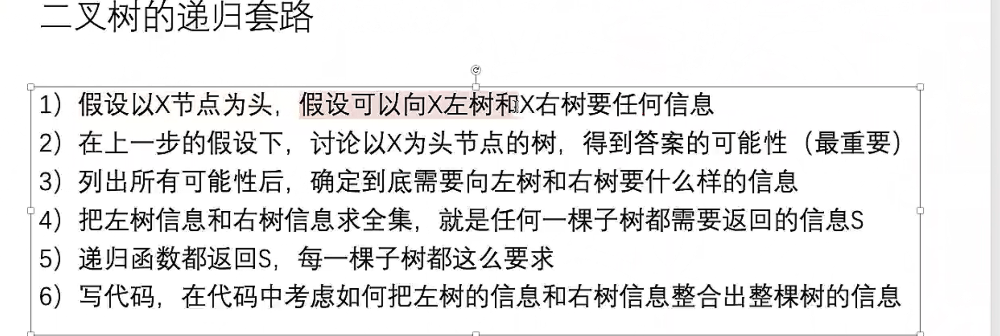 二叉树的递归套路
1）假设以X节点为头，假设可以向X左树和X右树要任何信息
2）在上一步的假设下，讨论以X为头节点的树，得到答案的可能性（最重要）
3）列出所有可能性后，确定到底需要向左树和右树要什么样的信息
4）把左树信息和右树信息求全集，就是任何一棵子树都需要返回的信息S
5）递归函数都返回S，每一棵子树都这么要求
6）写代码，在代码中考虑如何把左树的信息和右树信息整合出整棵树的信息